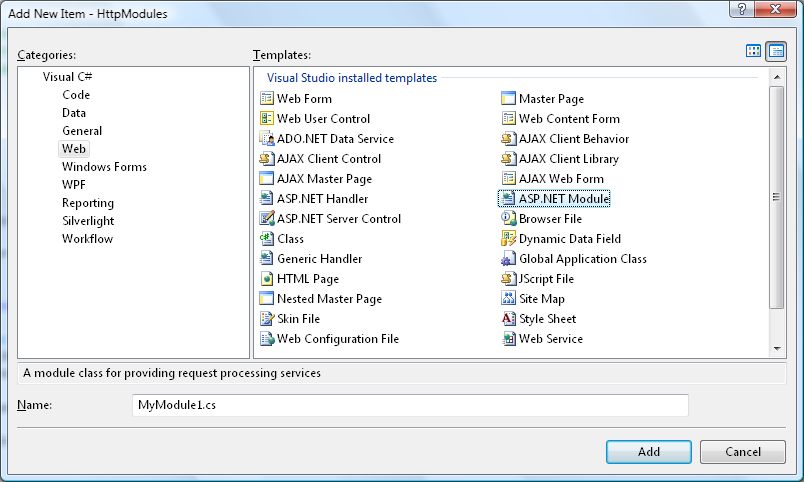 Add New Item - HttpModules
Categories:
Templates:
Visual C#
Code
Data
General
Web
Windows Forms
WPF
Reporting
Silverlight
Workflow
Visual Studio installed templates
Web Form
Master Page
Web User Control
Web Content Form
ADO.NET Data Service
AJAX Client Behavior
AJAX Client Control
AJAX Client Library
AJAX Master Page
AJAX Web Form
ASP.NET Handler
ASP.NET Module
ASP.NET Server Control
Browser File
Class
Dynamic Data Field
Generic Handler
Global Application Class
HTML Page
JScript File
Nested Master Page
Site Map
Skin File
Style Sheet
Web Configuration File
Web Service
A module class for providing request processing services
Name:
MyModule1.cs
Add
Cancel